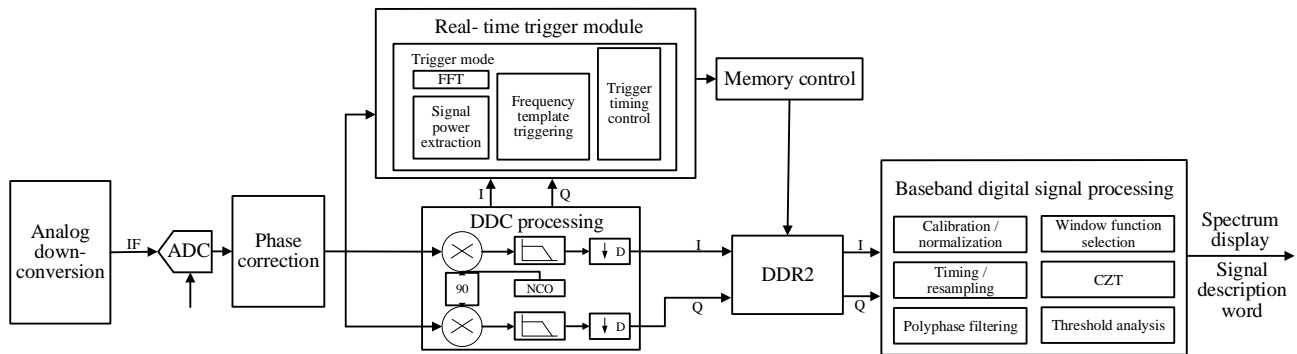 Real- time trigger module
Trigger mode
FFT
Signal
power
extraction
Frequency
template
triggering
Trigger
timing
control
Memory control
I
Q
Analog
down-
conversion
IF
ADC
Phase
correction
DDC processing
D
90
NCO
D
I
Q
DDR2
I
Q
Baseband digital signal processing
Calibration /
normalization
Window function
selection
Timing /
resampling
CZT
Polyphase filtering
Threshold analysis
Spectrum
display
Signal
description
word